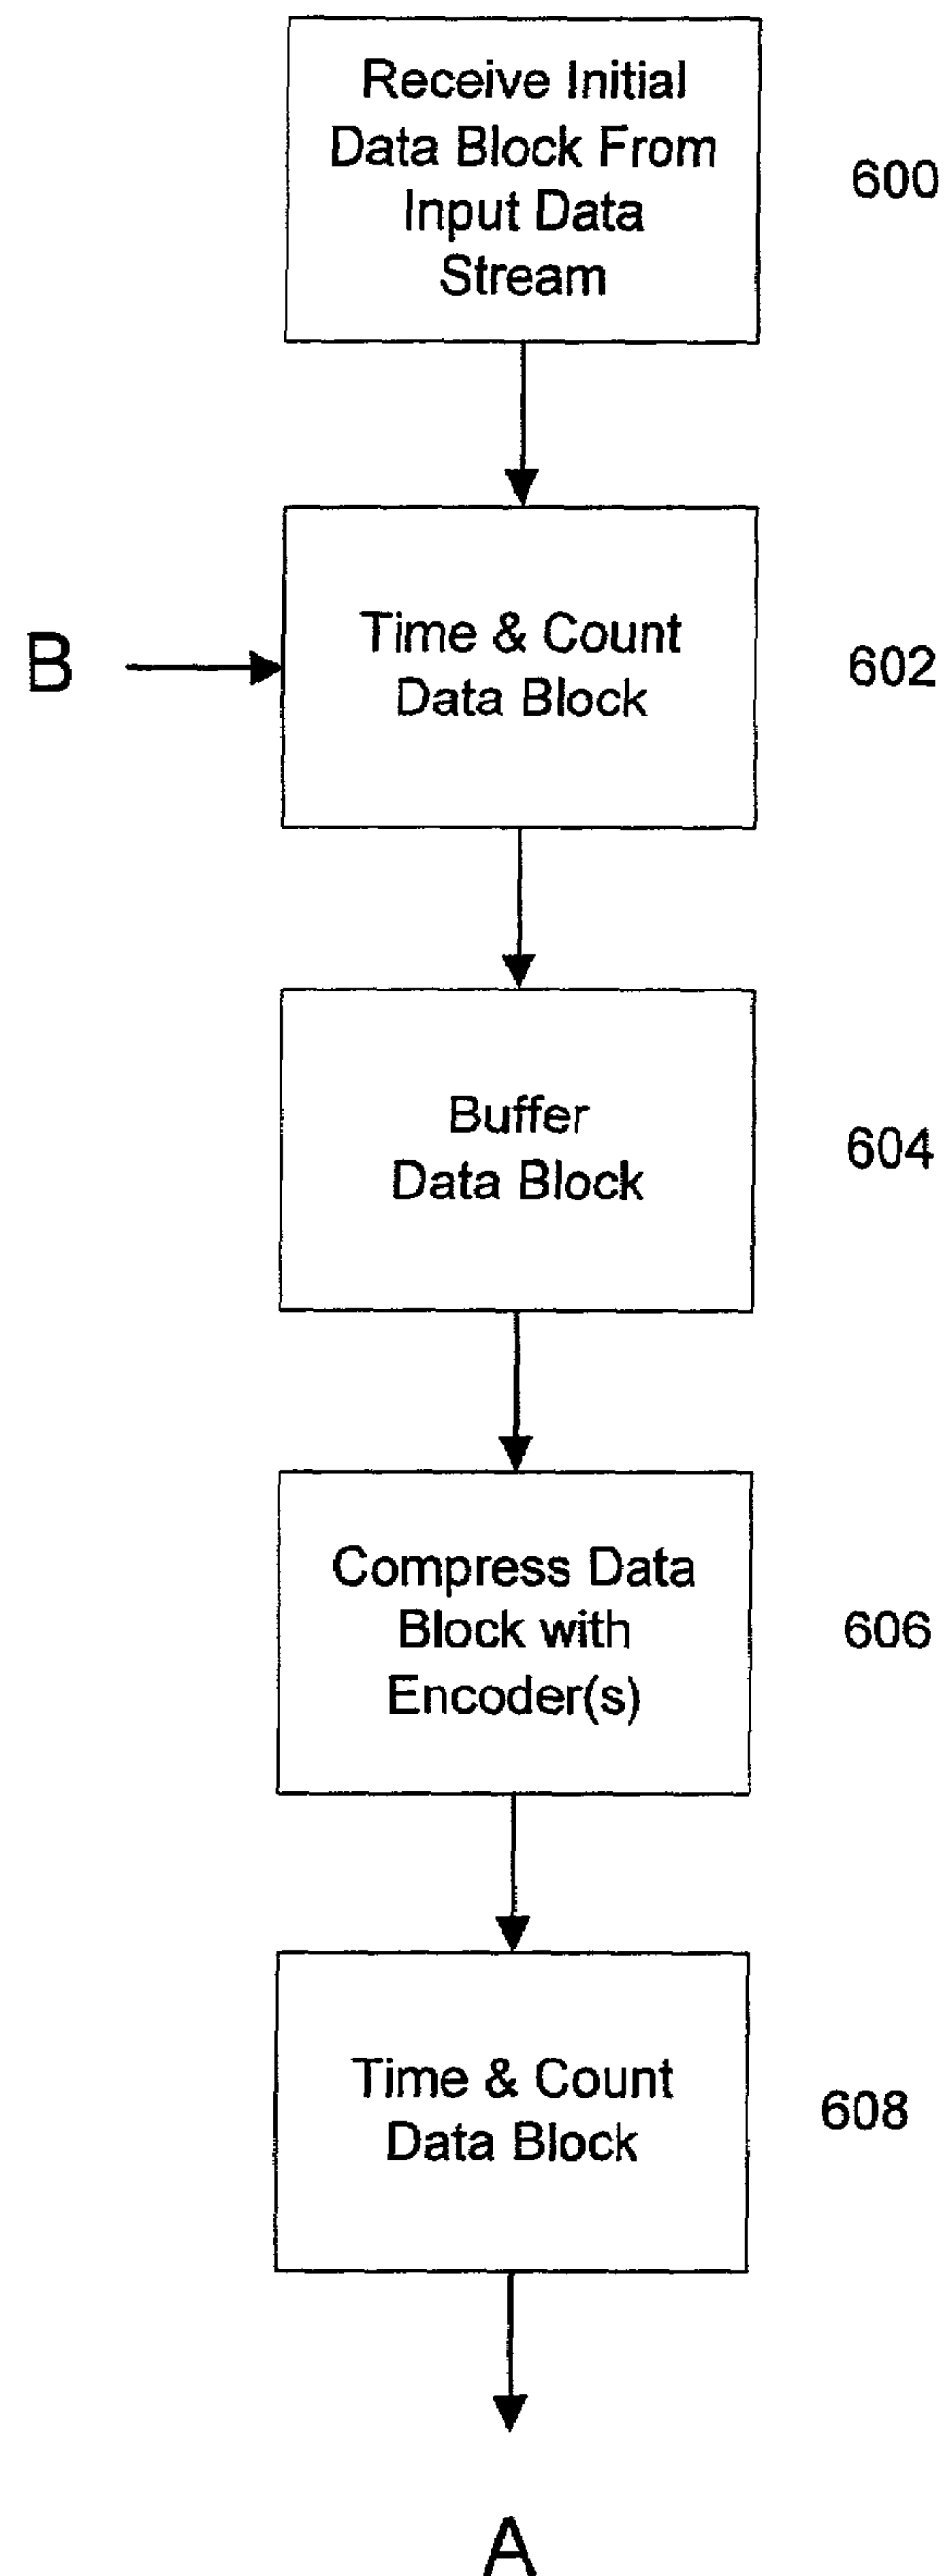 Receive Initial
Data Block From
Input Data
Stream
600
Time & Count
Data Block
602
B
Buffer
Data Block
604
Compress Data
Block with
Encoder(s)
606
Time & Count
Data Block
608
A